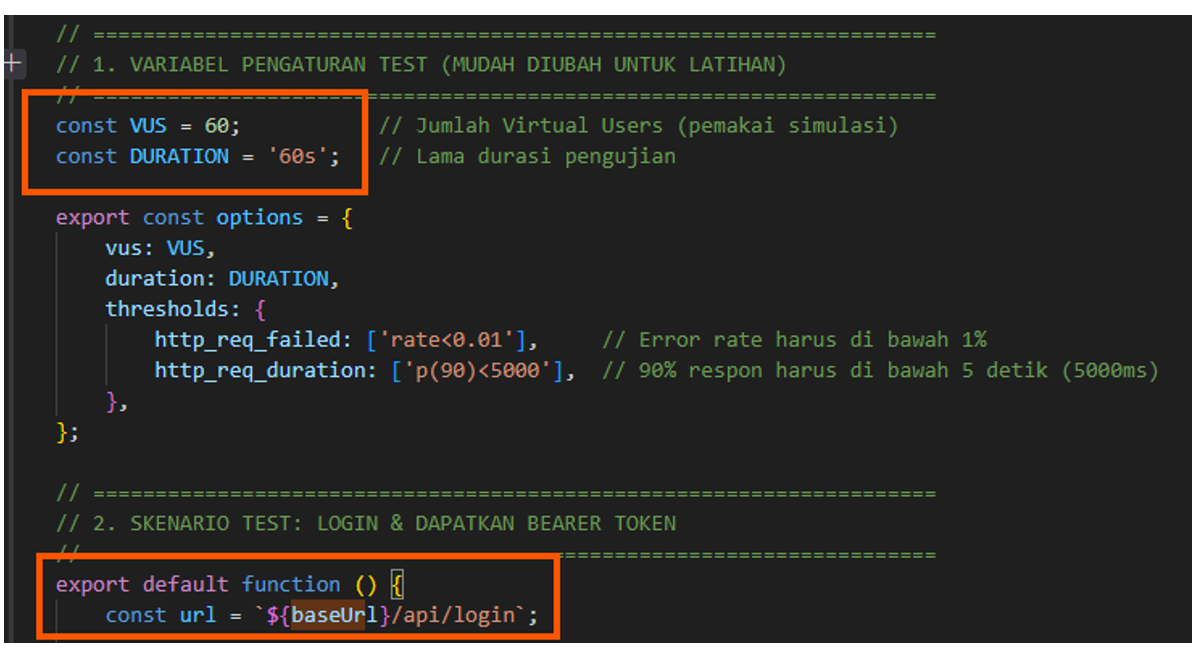 // ====================================================================
// 1. VARIABEL PENGATURAN TEST (MUDAH DIUBAH UNTUK LATIHAN)
// ====================================================================
const VUS = 60;           // Jumlah Virtual Users (pemakai simulasi)
const DURATION = '60s';   // Lama durasi pengujian
export const options = {
    vus: VUS,
    duration: DURATION,
    thresholds: {
        http_req_failed: ['rate<0.01'],     // Error rate harus di bawah 1%
        http_req_duration: ['p(90)<5000'],  // 90% respon harus di bawah 5 detik (5000ms)
    },
};
// ====================================================================
// 2. SKENARIO TEST: LOGIN & DAPATKAN BEARER TOKEN
// ====================================================================
export default function () {
    const url = `${baseUrl}/api/login`;